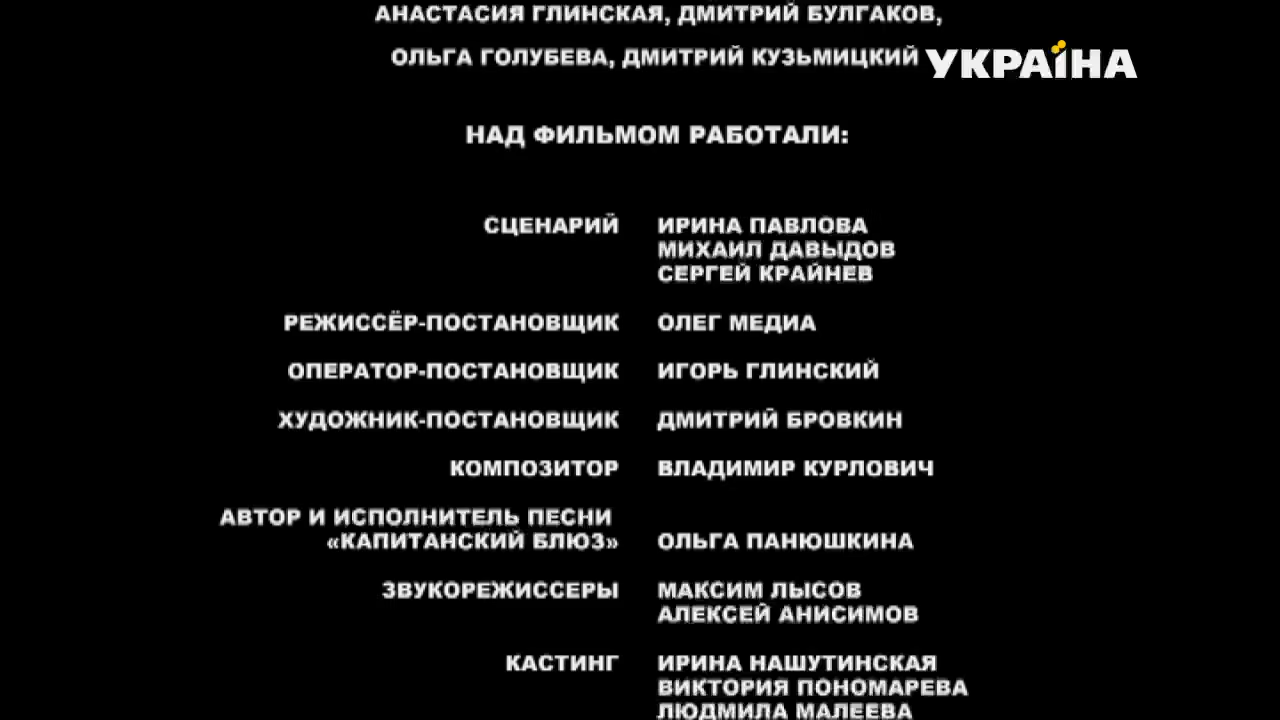 АНАСТАСИЯ ГЛИНСКАЯ, ДМИТРИЙ БУЛГАКОВ,
ОЛЬГА ГОЛУБЕВА, ДМИТРИЙ КУЗЬМИЦКИЙ
УКРАЇНА
НАД ФИЛЬМОМ РАБОТАЛИ:
СЦЕНАРИЙ ИРИНА ПАВЛОВА
МИХАИЛ ДАВЫДОВ
СЕРГЕЙ КРАЙНЕВ
РЕЖИССЁР-ПОСТАНОВЩИК ОЛЕГ МЕДИА
ОПЕРАТОР-ПОСТАНОВЩИК ИГОРЬ ГЛИНСКИЙ
ХУДОЖНИК-ПОСТАНОВЩИК ДМИТРИЙ БРОВКИН
КОМПОЗИТОР ВЛАДИМИР КУРЛОВИЧ
АВТОР И ИСПОЛНИТЕЛЬ ПЕСНИ
«КАПИТАНСКИЙ БЛЮЗ» ОЛЬГА ПАНЮШКИНА
ЗВУКОРЕЖИССЕРЫ МАКСИМ ЛЫСОВ
АЛЕКСЕЙ АНИСИМОВ
КАСТИНГ ИРИНА НАШУТИНСКАЯ
ВИКТОРИЯ ПОНОМАРЕВА
ЛЮДМИЛА МАЛЕЕВА